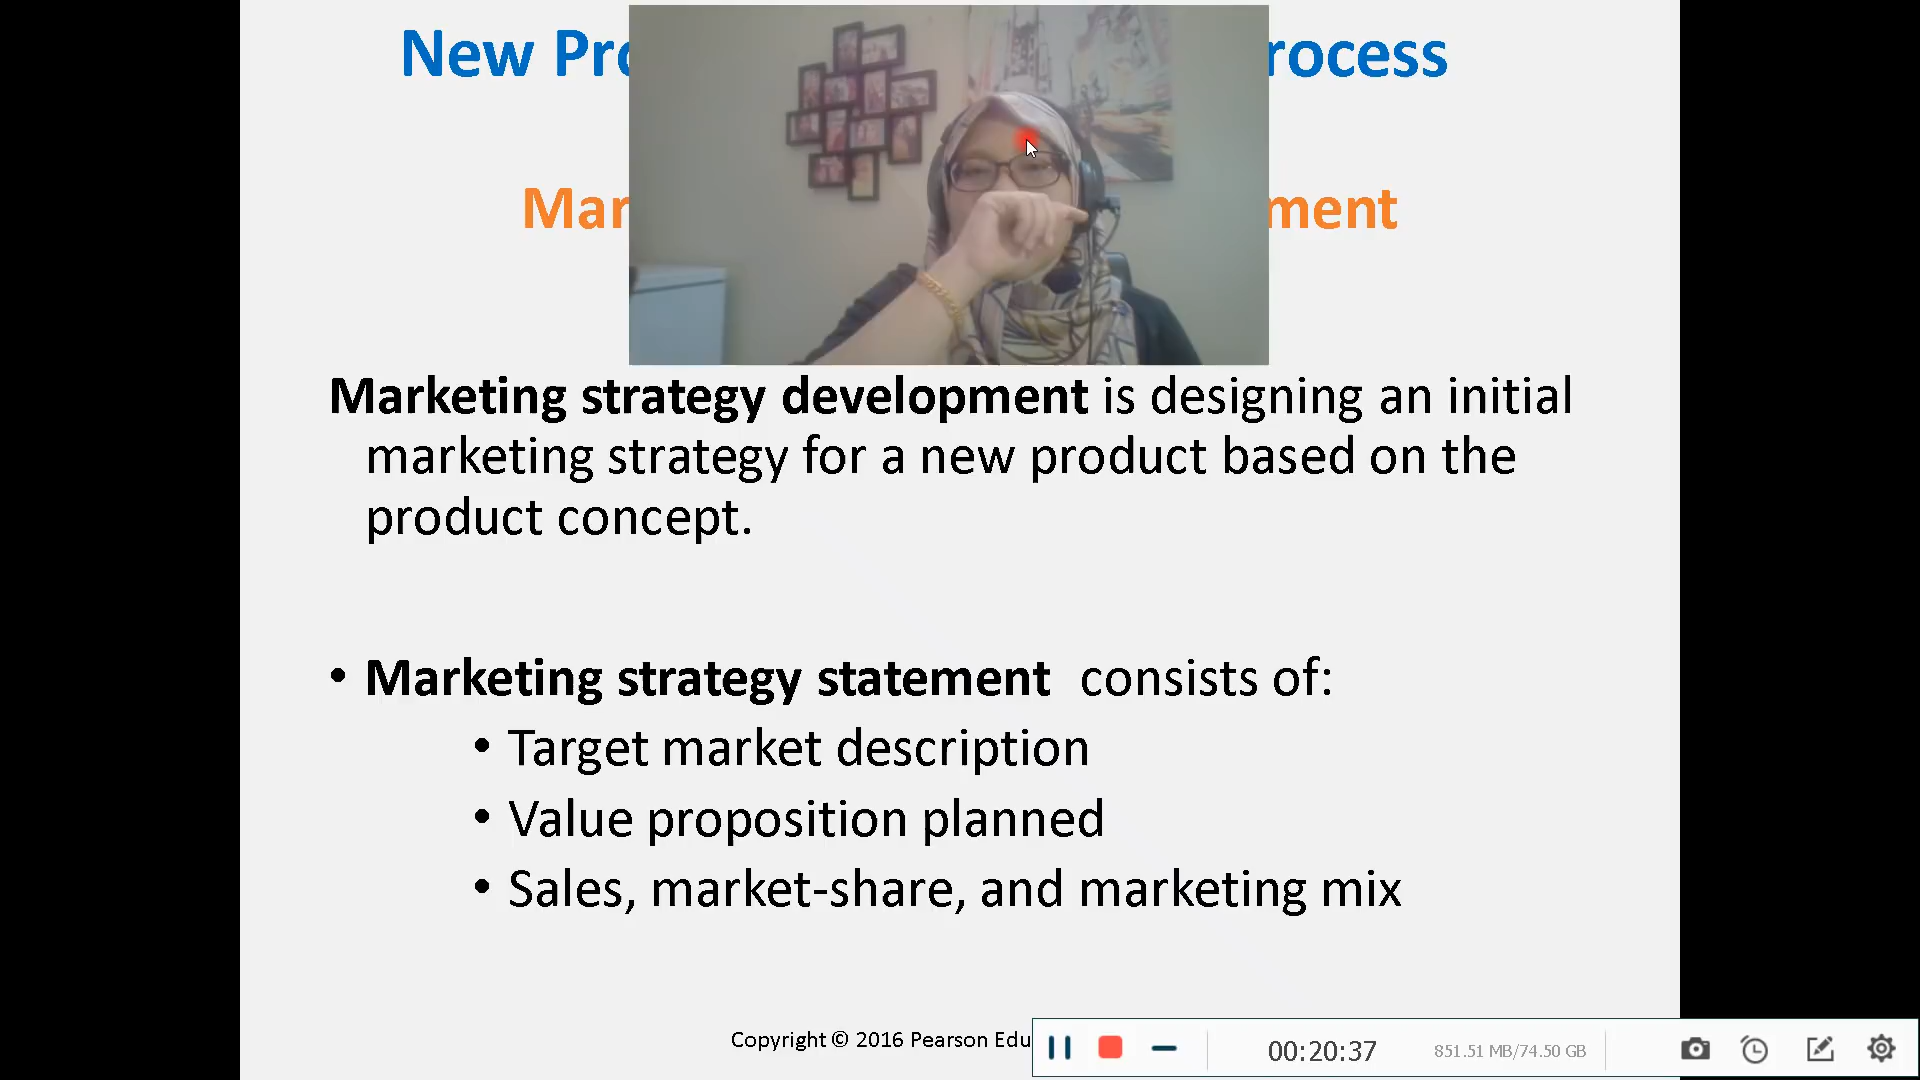 New Pro rocess
Mar ment
Marketing strategy development is designing an initial
marketing strategy for a new product based on the
product concept.
• Marketing strategy statement consists of:
• Target market description
• Value proposition planned
• Sales, market-share, and marketing mix
Copyright © 2016 Pearson Edu
00:20:37 851.51 MB/74.50 GB